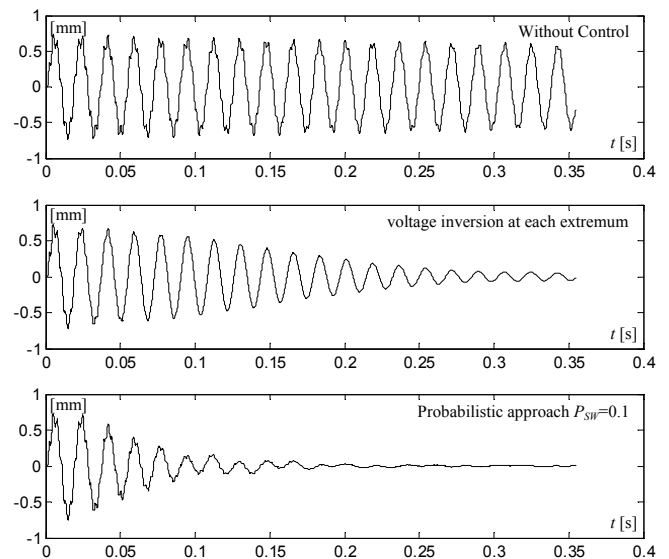 1
[mm]
Without Control
0.5
0
-0.5
t [s]
-1
0 0.05 0.1 0.15 0.2 0.25 0.3 0.35 0.4
1
[mm]
voltage inversion at each extremum
0.5
0
-0.5
t [s]
-1
0 0.05 0.1 0.15 0.2 0.25 0.3 0.35 0.4
1
[mm]
Probabilistic approach PSW=0.1
0.5
0
-0.5
t [s]
-1
0 0.05 0.1 0.15 0.2 0.25 0.3 0.35 0.4